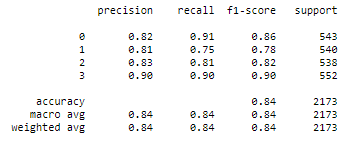 precision recall f1-score support
0 0.82 0.91 0.86 543
1 0.81 0.75 0.78 540
2 0.83 0.81 0.82 538
3 0.90 0.90 0.90 552
accuracy 0.84 2173
macro avg 0.84 0.84 0.84 2173
weighted avg 0.84 0.84 0.84 2173